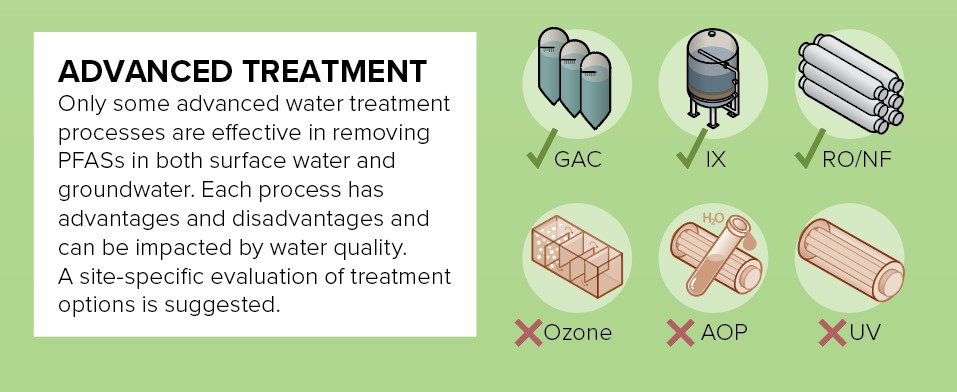 ADVANCED TREATMENT
Only some advanced water treatment
processes are effective in removing
PFASs in both surface water and
groundwater. Each process has
advantages and disadvantages and
can be impacted by water quality.
A site-specific evaluation of treatment
options is suggested.
GAC
IX
RO/NF
H₂O
Ozone
AOP
UV